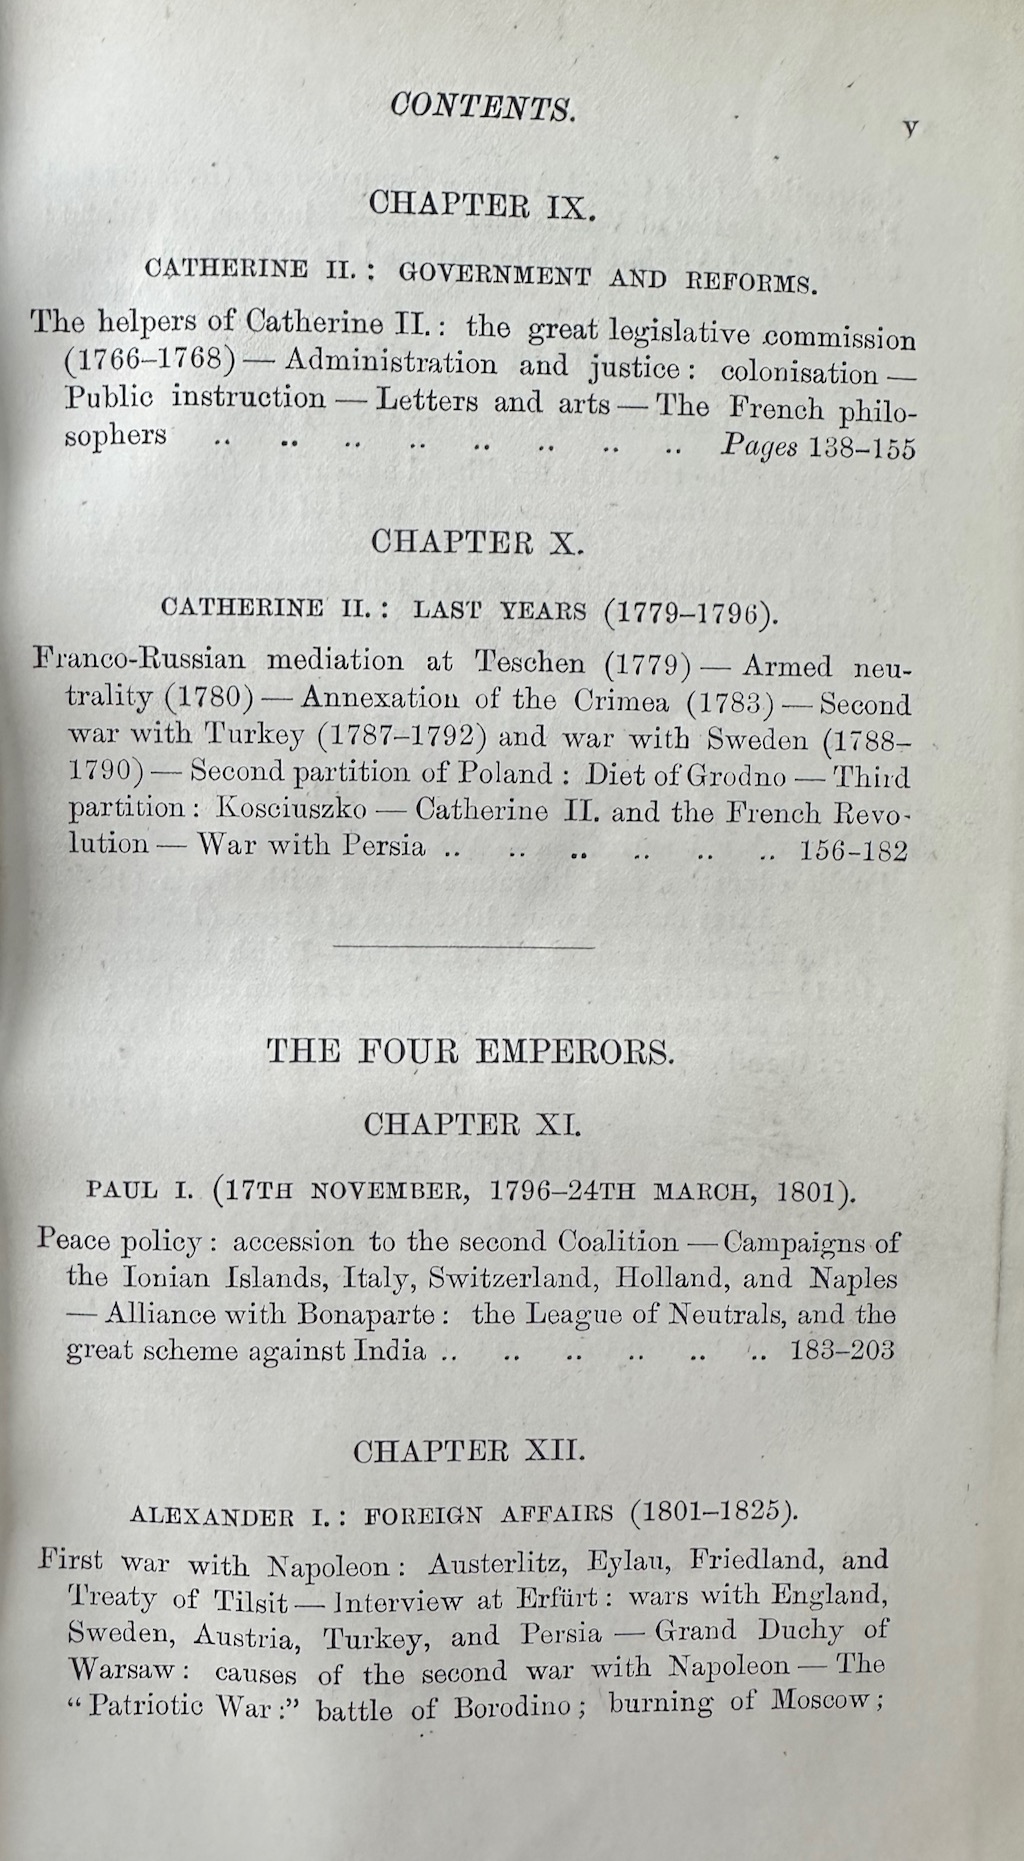 CONTENTS.
v
CHAPTER IX.
CATHERINE II. : GOVERNMENT AND REFORMS.
The helpers of Catherine II. : the great legislative commission
(1766–1768) — Administration and justice : colonisation —
Public instruction — Letters and arts — The French philo-
sophers .. .. .. .. .. .. .. .. Pages 138–155
CHAPTER X.
CATHERINE II. : LAST YEARS (1779–1796).
Franco-Russian mediation at Teschen (1779) — Armed neu-
trality (1780) — Annexation of the Crimea (1783) — Second
war with Turkey (1787–1792) and war with Sweden (1788–
1790) — Second partition of Poland : Diet of Grodno — Third
partition : Kosciuszko — Catherine II. and the French Revo-
lution — War with Persia .. .. .. .. .. .. 156–182
THE FOUR EMPERORS.
CHAPTER XI.
PAUL I. (17TH NOVEMBER, 1796–24TH MARCH, 1801).
Peace policy : accession to the second Coalition — Campaigns of
the Ionian Islands, Italy, Switzerland, Holland, and Naples
— Alliance with Bonaparte : the League of Neutrals, and the
great scheme against India .. .. .. .. .. .. 183–203
CHAPTER XII.
ALEXANDER I. : FOREIGN AFFAIRS (1801–1825).
First war with Napoleon : Austerlitz, Eylau, Friedland, and
Treaty of Tilsit — Interview at Erfürt : wars with England,
Sweden, Austria, Turkey, and Persia — Grand Duchy of
Warsaw : causes of the second war with Napoleon — The
“Patriotic War :” battle of Borodino ; burning of Moscow ;